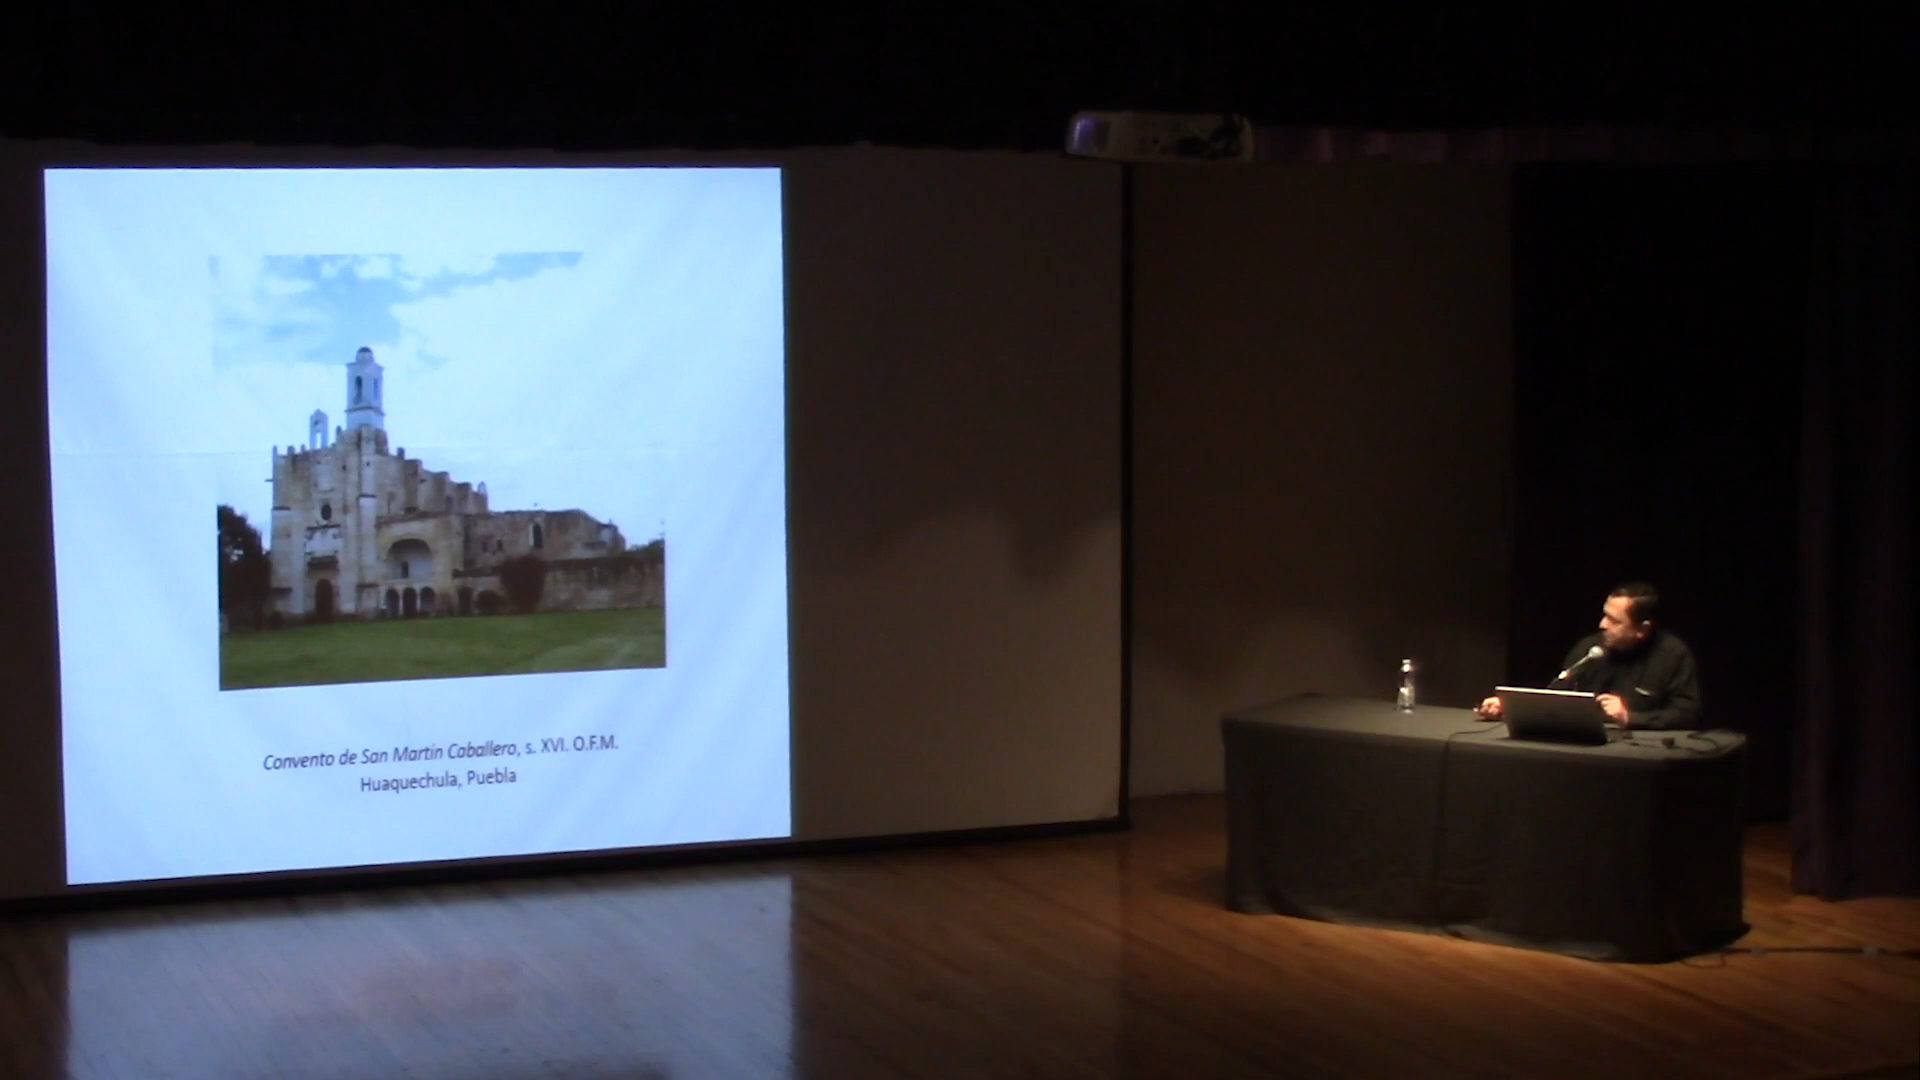 Convento de San Martín Caballero, s. XVI. O.F.M.
Huaquechula, Puebla